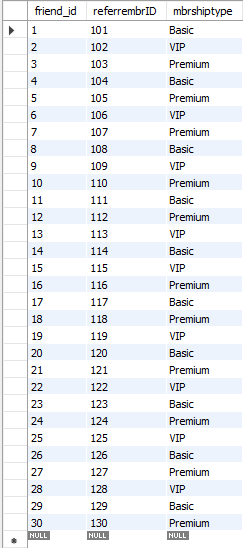 friend_id referrembrID mbrshiptype
1 101 Basic
2 102 VIP
3 103 Premium
4 104 Basic
5 105 Premium
6 106 VIP
7 107 Premium
8 108 Basic
9 109 VIP
10 110 Premium
11 111 Basic
12 112 Premium
13 113 VIP
14 114 Basic
15 115 VIP
16 116 Premium
17 117 Basic
18 118 Premium
19 119 VIP
20 120 Basic
21 121 Premium
22 122 VIP
23 123 Basic
24 124 Premium
25 125 VIP
26 126 Basic
27 127 Premium
28 128 VIP
29 129 Basic
30 130 Premium
NULL NULL NULL